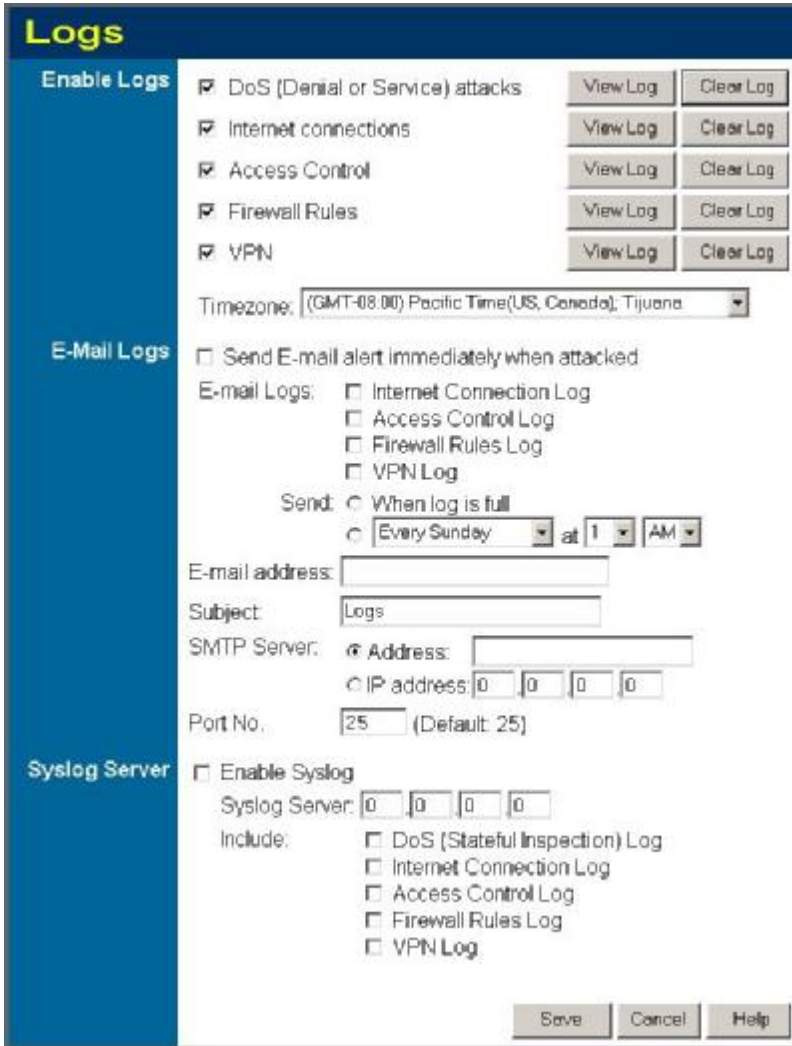 Logs
Enable Logs
DoS (Denial or Service) attacks View Log Clear Log
Internet connections View Log Clear Log
Access Control View Log Clear Log
Firewall Rules View Log Clear Log
VPN View Log Clear Log
Timezone: (GMT-08:00) Pacific Time(US, Canada); Tijuana
E-Mail Logs
Send E-mail alert immediately when attacked
E-mail Logs: Internet Connection Log
Access Control Log
Firewall Rules Log
VPN Log
Send: When log is full
Every Sunday at 1 AM
E-mail address:
Subject: Logs
SMTP Server: Address:
IP address: 0 .0 .0 .0
Port No. 25 (Default: 25)
Syslog Server
Enable Syslog
Syslog Server: 0 .0 .0 .0
Include: DoS (Stateful Inspection) Log
Internet Connection Log
Access Control Log
Firewall Rules Log
VPN Log
Save Cancel Help